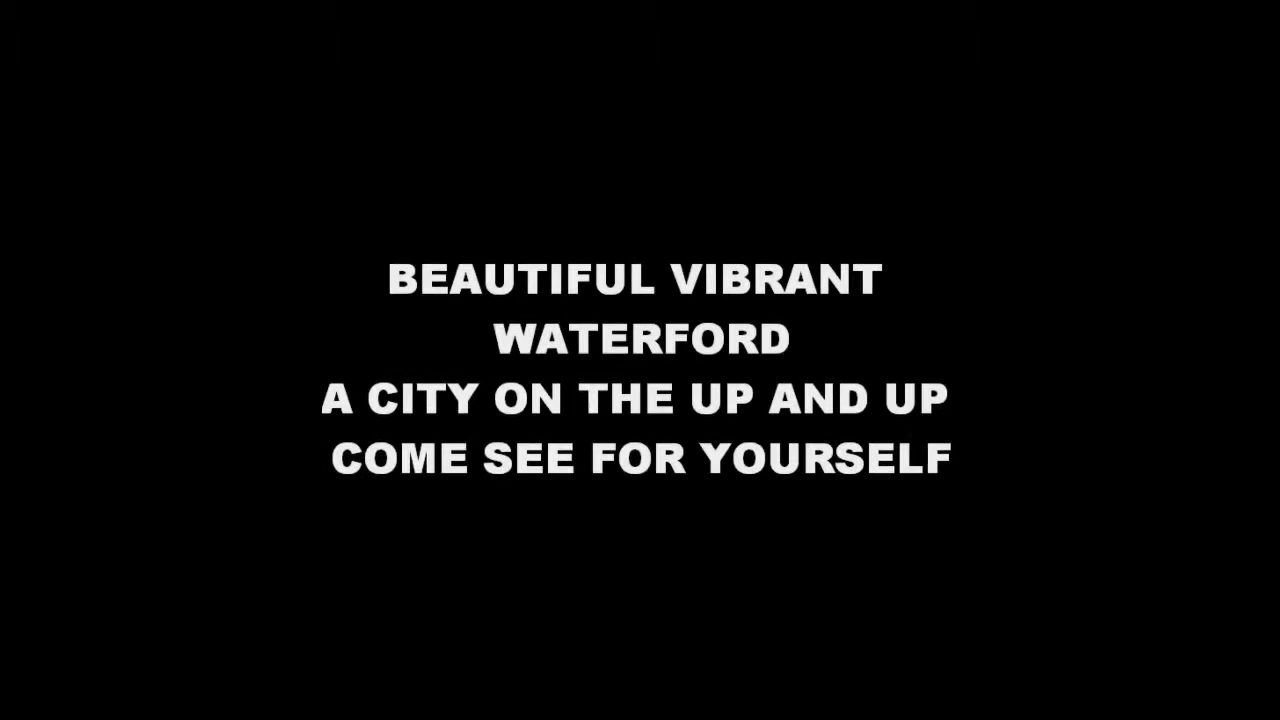 BEAUTIFUL VIBRANT
WATERFORD
A CITY ON THE UP AND UP
COME SEE FOR YOURSELF